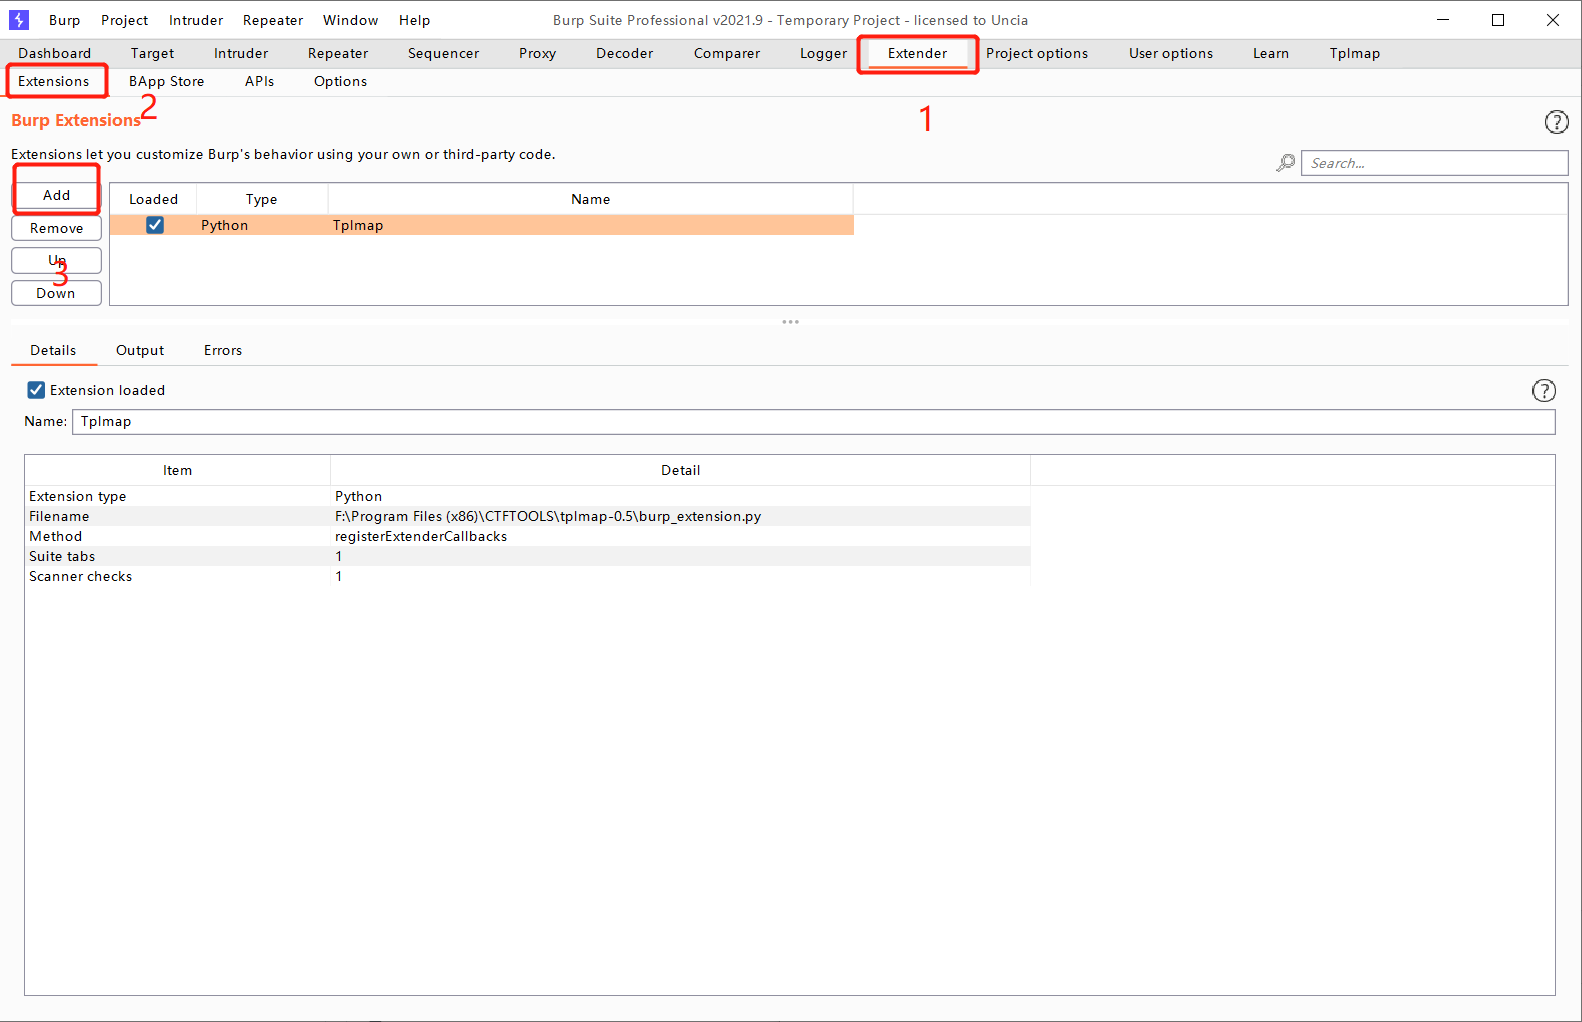 Burp Project Intruder Repeater Window Help Burp Suite Professional v2021.9 - Temporary Project - licensed to Uncia
Dashboard Target Intruder Repeater Sequencer Proxy Decoder Comparer Logger Extender Project options User options Learn Tplmap
Extensions BApp Store APIs Options
2
1
Burp Extensions
?
Extensions let you customize Burp's behavior using your own or third-party code.
Search...
Add
Loaded Type Name
Python Tplmap
Remove
Up
3
Down
Details Output Errors
Extension loaded
?
Name: Tplmap
Item Detail
Extension type Python
Filename F:\Program Files (x86)\CTFTOOLS\tplmap-0.5\burp_extension.py
Method registerExtenderCallbacks
Suite tabs 1
Scanner checks 1